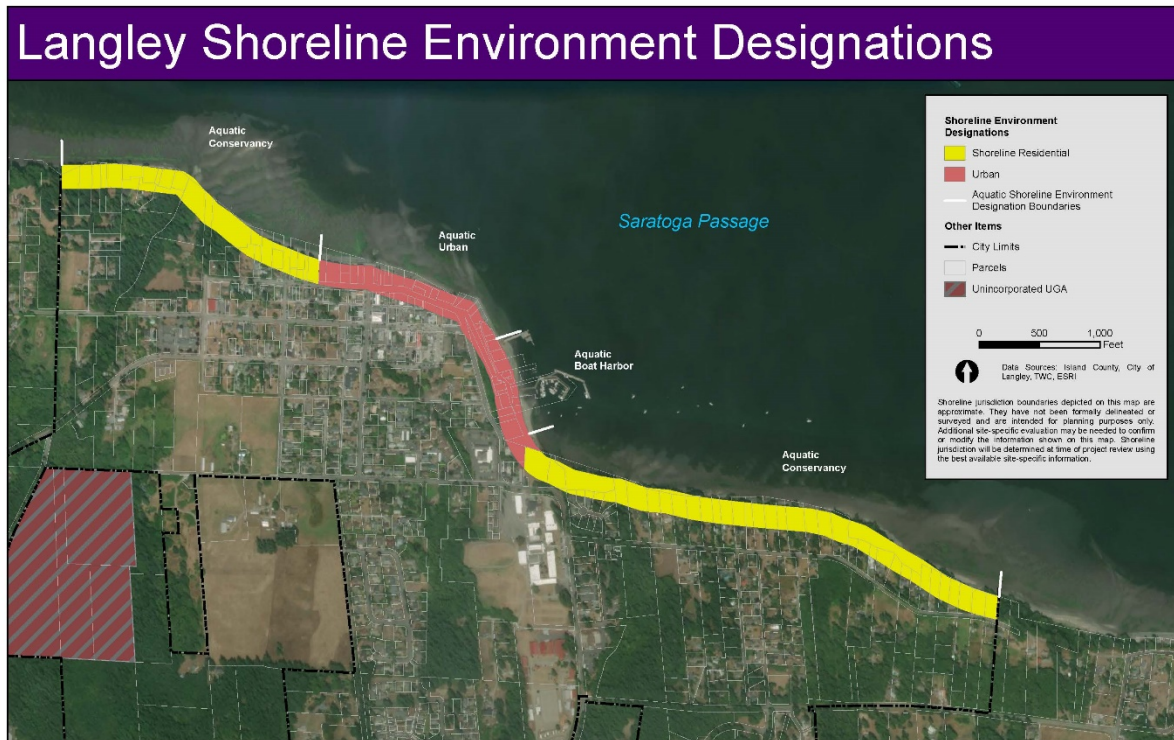 Langley Shoreline Environment Designations
Aquatic
Conservancy
Aquatic
Urban
Saratoga Passage
Aquatic
Boat Harbor
Aquatic
Conservancy
Shoreline Environment
Designations
Shoreline Residential
Urban
Aquatic Shoreline Environment
Designation Boundaries
Other Items
City Limits
Parcels
Unincorporated UGA
0 500 1,000
Feet
Data Sources: Island County, City of
Langley, TWC, ESRI
Shoreline jurisdiction boundaries depicted on this map are
approximate. They have not been formally delineated or
surveyed and are intended for planning purposes only.
Additional site-specific evaluation may be needed to confirm
or modify the information shown on this map. Shoreline
jurisdiction will be determined at time of project review using
the best available site-specific information.